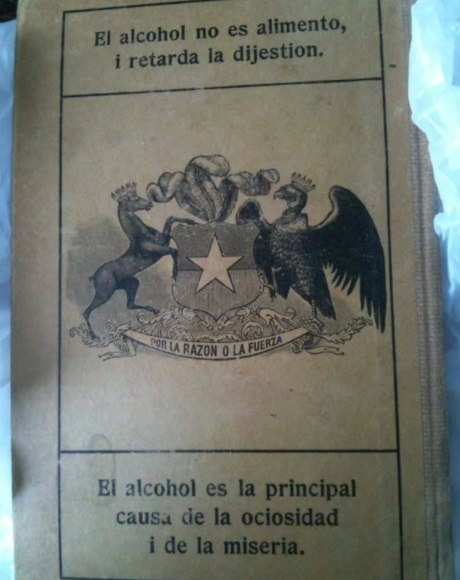 El alcohol no es alimento,
i retarda la dijestion.
POR LA RAZON O LA FUERZA
El alcohol es la principal
causa de la ociosidad
i de la miseria.